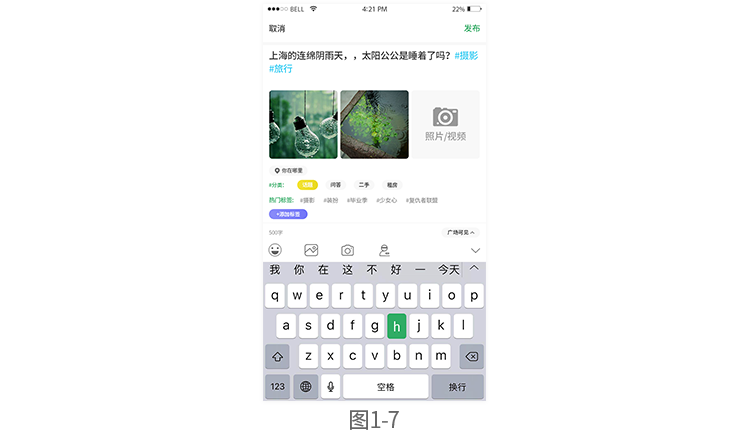 BELL 4:21 PM 22%
取消 发布
上海的连绵阴雨天，，太阳公公是睡着了吗？#摄影
#旅行
照片/视频
你在哪里
#分类: 话题 问答 二手 租房
热门标签: #摄影 #装扮 #毕业季 #少女心 #复仇者联盟
+添加标签
500字 广场可见
我 你 在 这 不 好 一 今天
q w e r t y u i o p
a s d f g h j k l
z x c v b n m
123 空格 换行
图1-7